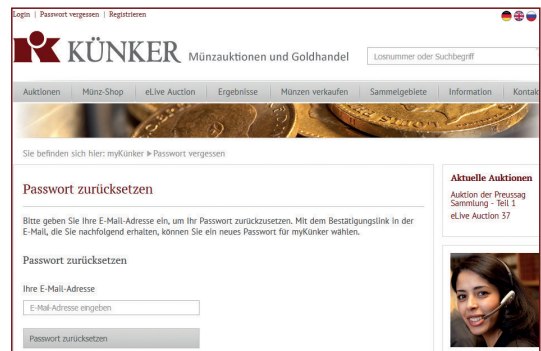 Login | Passwort vergessen | Registrieren
KÜNKER Münzauktionen und Goldhandel
Losnummer oder Suchbegriff
Auktionen Münz-Shop eLive Auction Ergebnisse Münzen verkaufen Sammelgebiete Information Kontak
Sie befinden sich hier: myKünker ▶ Passwort vergessen
Passwort zurücksetzen
Bitte geben Sie Ihre E-Mail-Adresse ein, um Ihr Passwort zurückzusetzen. Mit dem Bestätigungslink in der
E-Mail, die Sie nachfolgend erhalten, können Sie ein neues Passwort für myKünker wählen.
Passwort zurücksetzen
Ihre E-Mail-Adresse
E-Mail-Adresse eingeben
Passwort zurücksetzen
Aktuelle Auktionen
Auktion der Preussag
Sammlung - Teil 1
eLive Auction 37